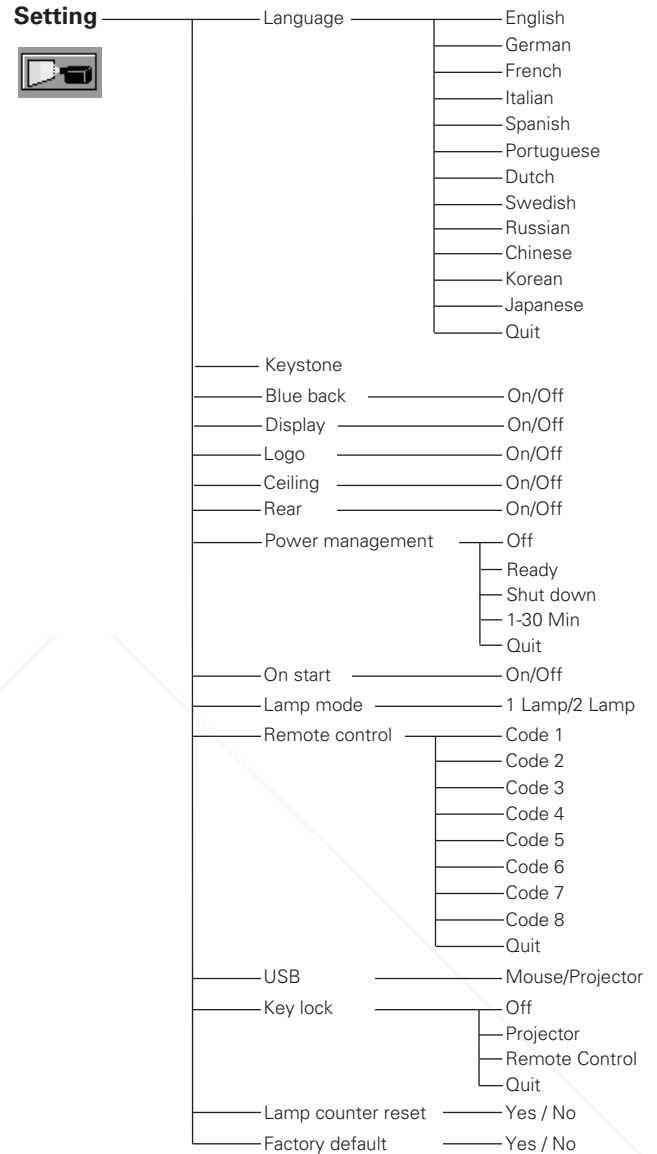 Setting Language English
German
French
Italian
Spanish
Portuguese
Dutch
Swedish
Russian
Chinese
Korean
Japanese
Quit
Keystone
Blue back On/Off
Display On/Off
Logo On/Off
Ceiling On/Off
Rear On/Off
Power management Off
Ready
Shut down
1-30 Min
Quit
On start On/Off
Lamp mode 1 Lamp/2 Lamp
Remote control Code 1
Code 2
Code 3
Code 4
Code 5
Code 6
Code 7
Code 8
Quit
USB Mouse/Projector
Key lock Off
Projector
Remote Control
Quit
Lamp counter reset Yes / No
Factory default Yes / No